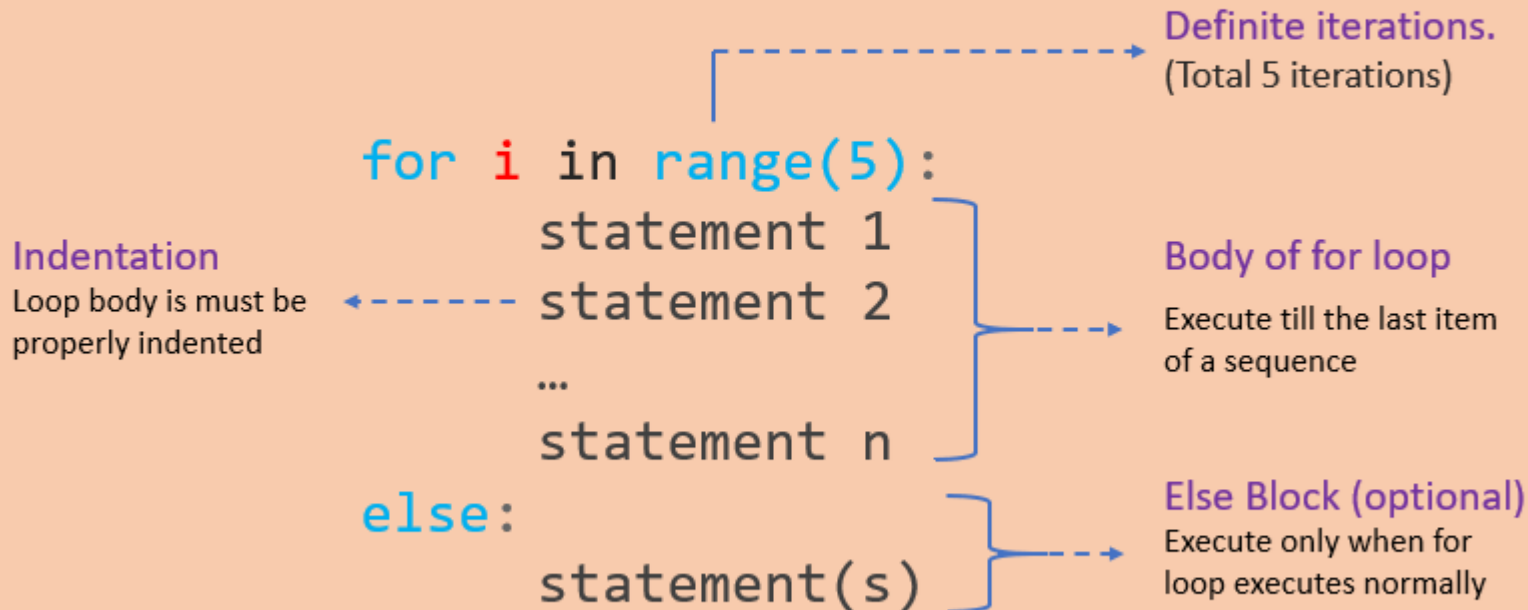 Definite iterations.
(Total 5 iterations)
for i in range(5):
statement 1
statement 2
…
statement n
else:
statement(s)
Indentation
Loop body is must be
properly indented
Body of for loop
Execute till the last item
of a sequence
Else Block (optional)
Execute only when for
loop executes normally